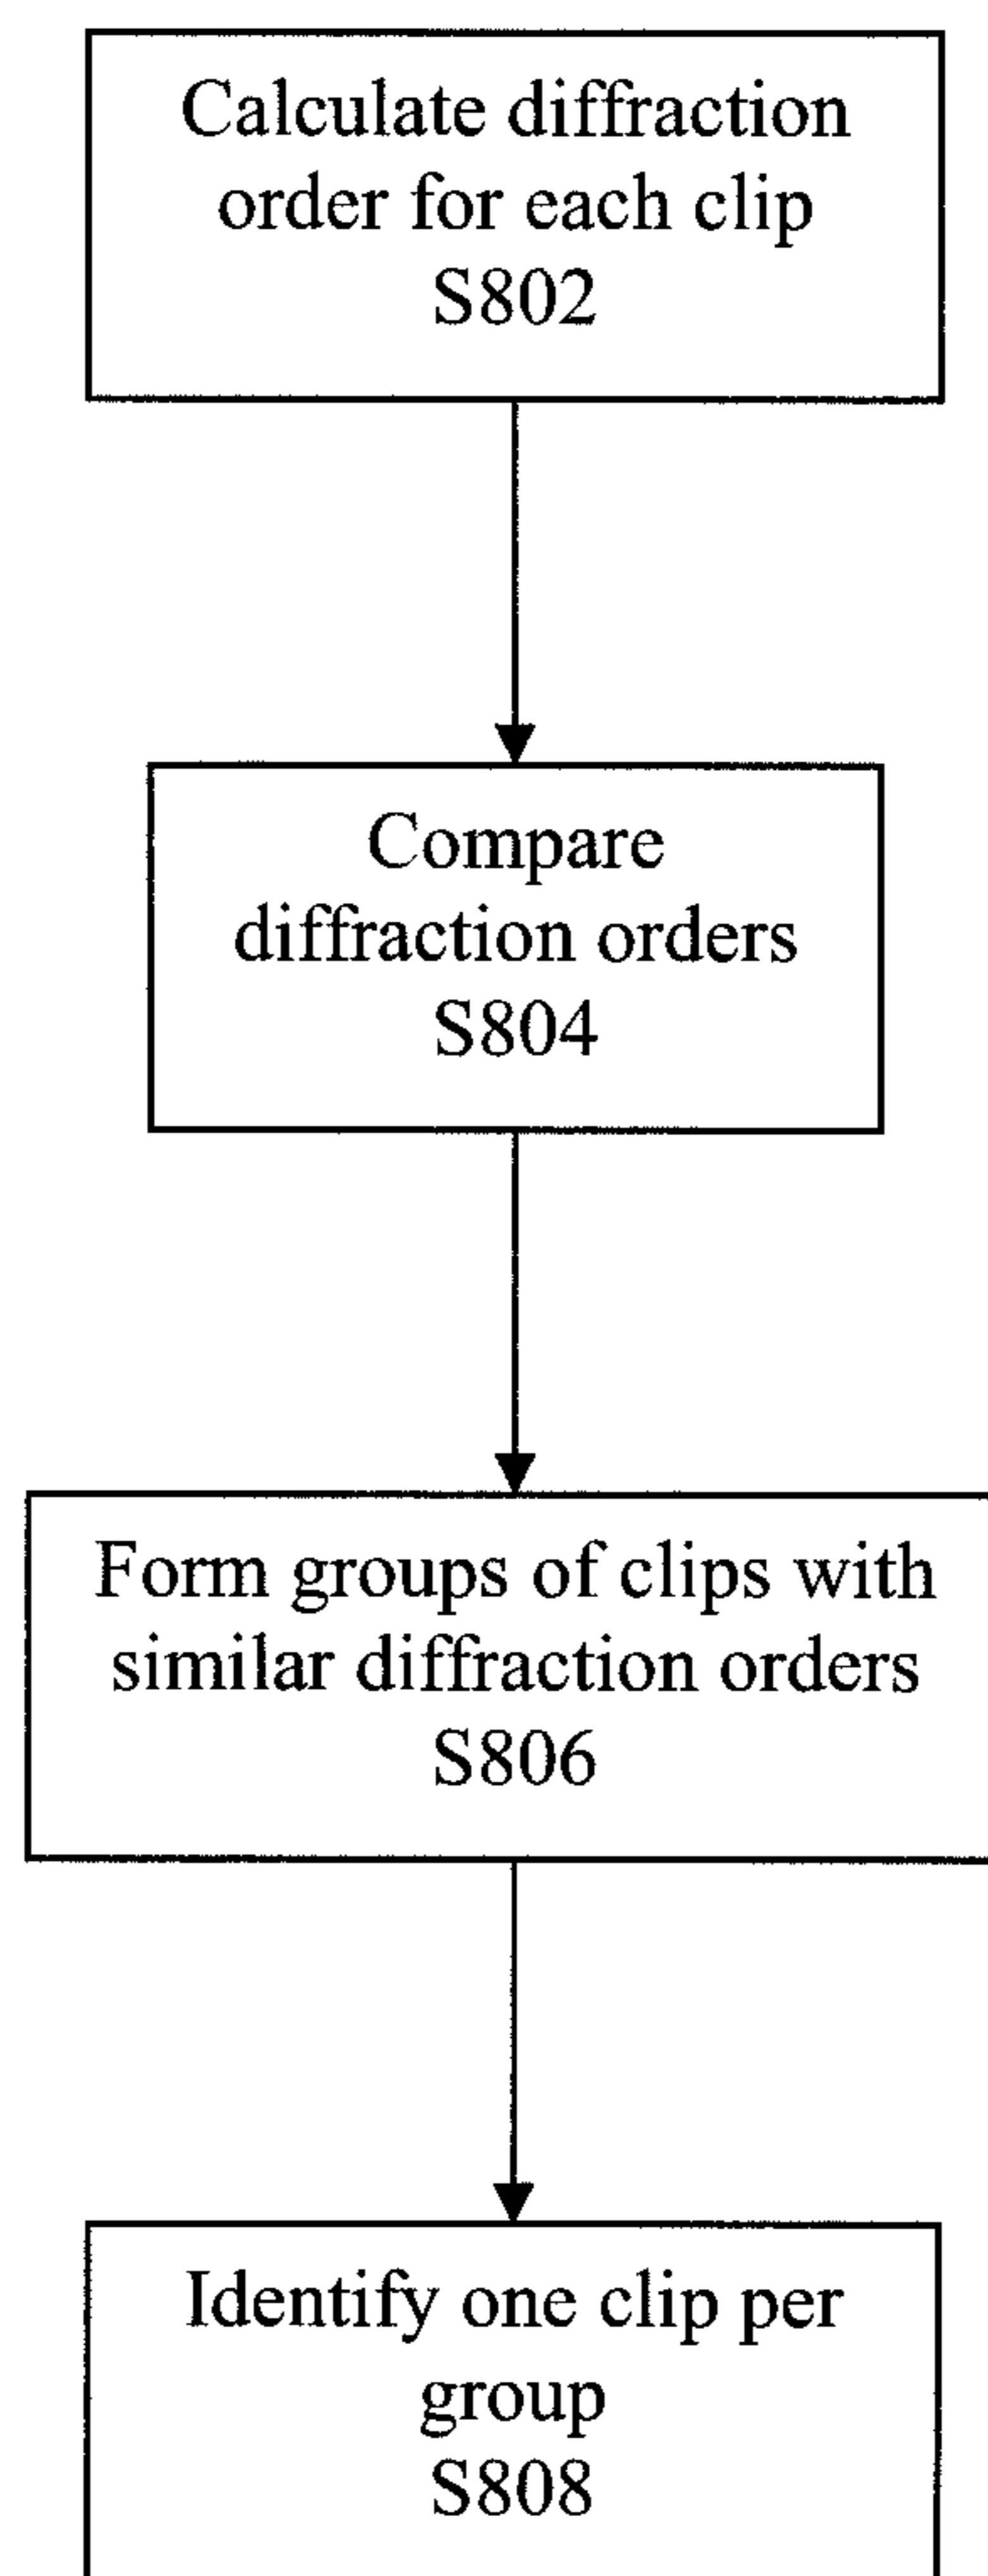 Calculate diffraction
order for each clip
S802
Compare
diffraction orders
S804
Form groups of clips with
similar diffraction orders
S806
Identify one clip per
group
S808